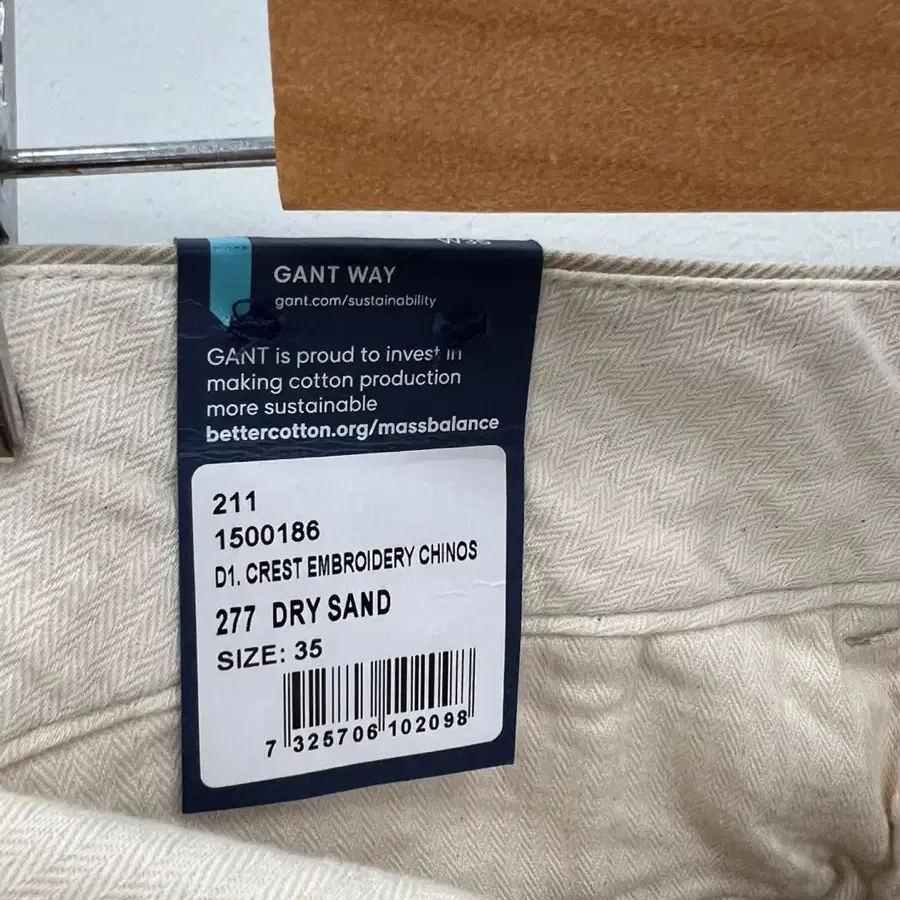 W35
GANT WAY
gant.com/sustainability
GANT is proud to invest in
making cotton production
more sustainable
bettercotton.org/massbalance
211
1500186
D1. CREST EMBROIDERY CHINOS
277 DRY SAND
SIZE: 35
7 325706 102098